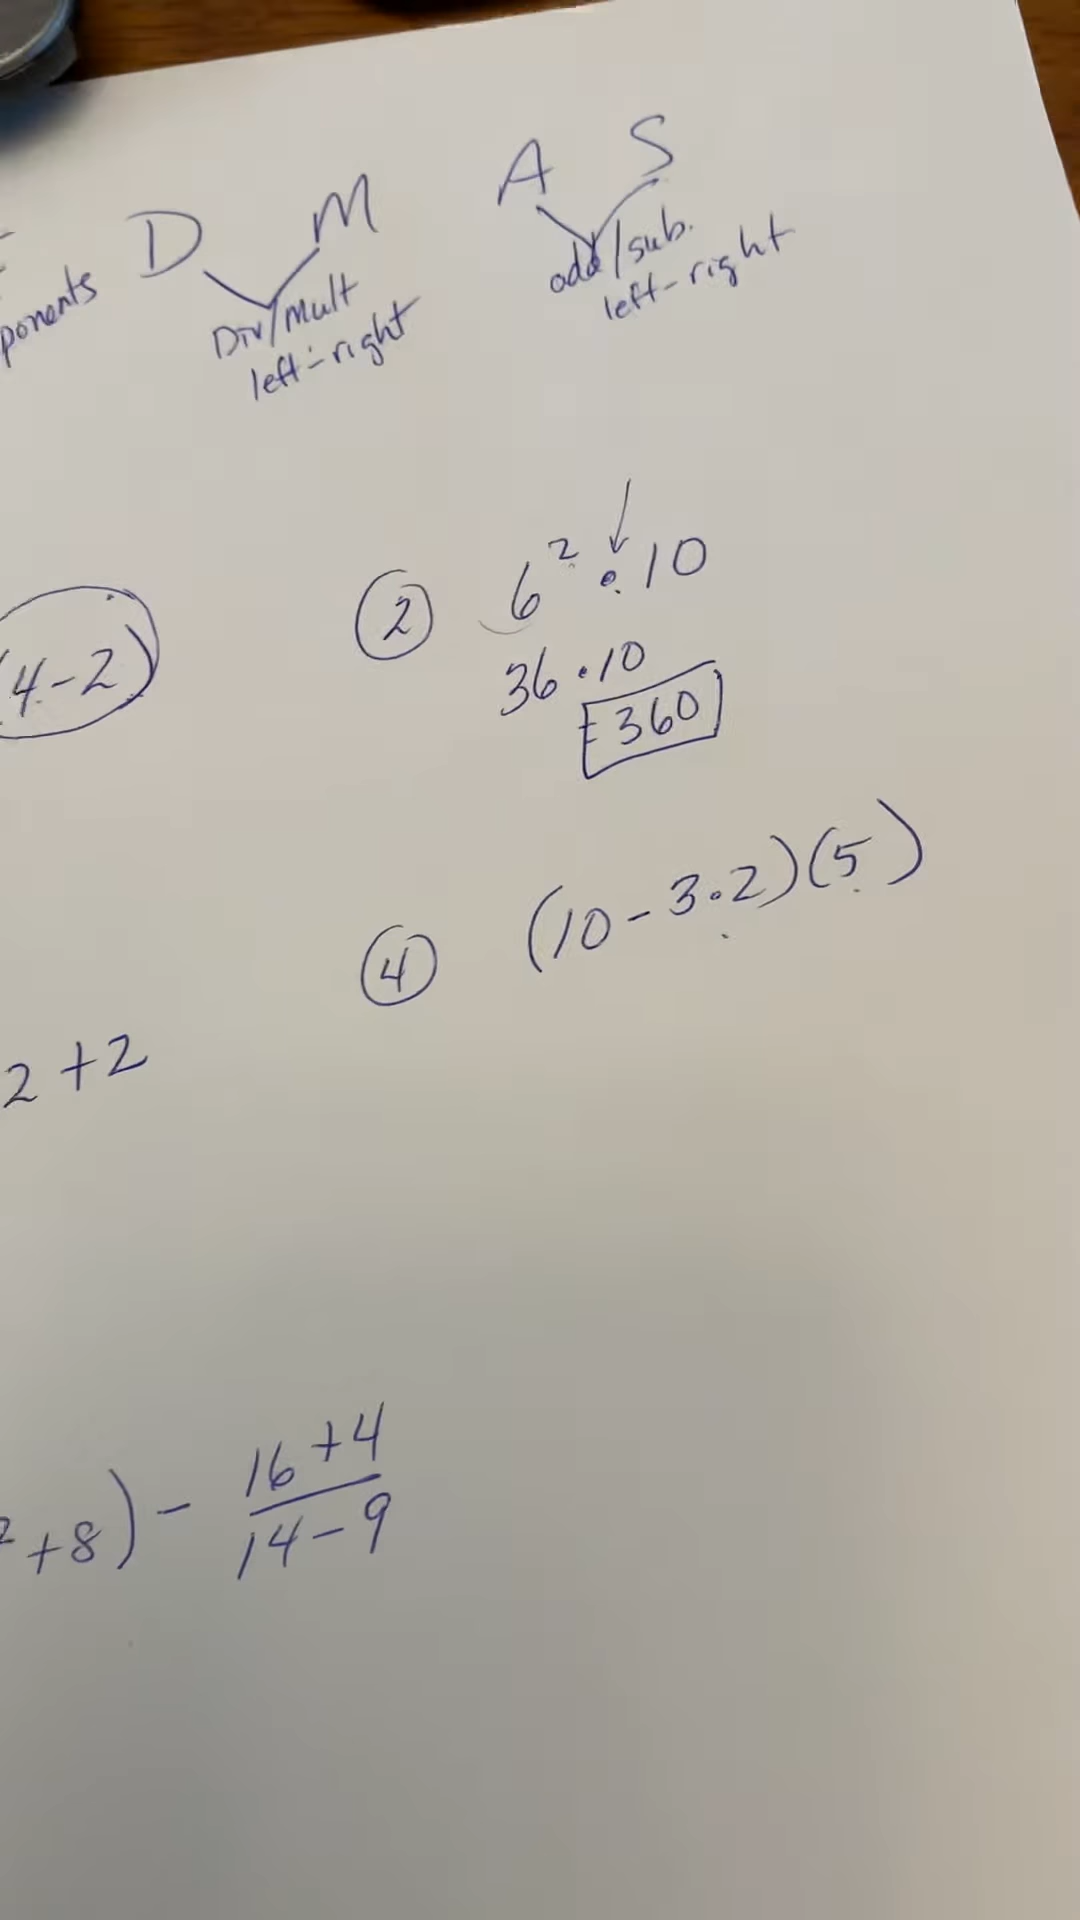 D M A S
ponents Div/mult add/sub.
left-right left-right
(4-2) ② 6² • 10
36 • 10
= 360
④ (10 - 3•2)(5)
2 + 2
² + 8) - 16 + 4
14 - 9